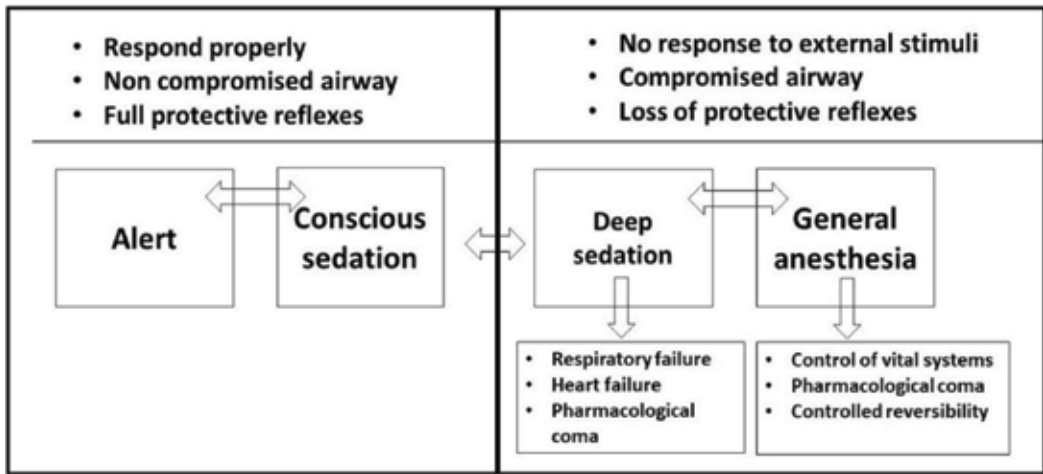 • Respond properly
• Non compromised airway
• Full protective reflexes
• No response to external stimuli
• Compromised airway
• Loss of protective reflexes
Alert
Conscious
sedation
Deep
sedation
General
anesthesia
• Respiratory failure
• Heart failure
• Pharmacological
coma
• Control of vital systems
• Pharmacological coma
• Controlled reversibility